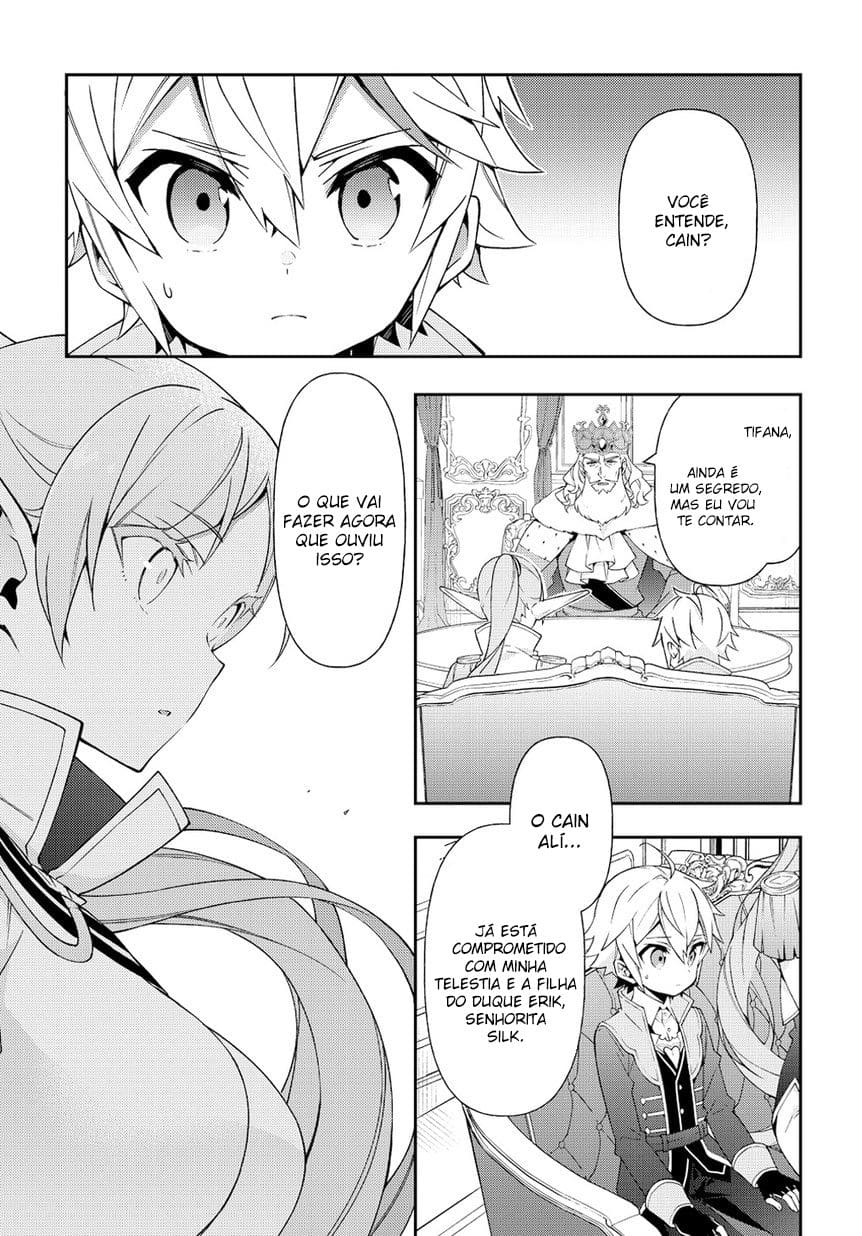 VOCÊ
ENTENDE,
CAIN?
TIFANA,
AINDA É
UM SEGREDO,
MAS EU VOU
TE CONTAR.
O CAIN
ALÍ...
JÁ ESTÁ
COMPROMETIDO
COM MINHA
TELESTIA E A FILHA
DO DUQUE ERIK,
SENHORITA
SILK.
O QUE VAI
FAZER AGORA
QUE OUVIU
ISSO?